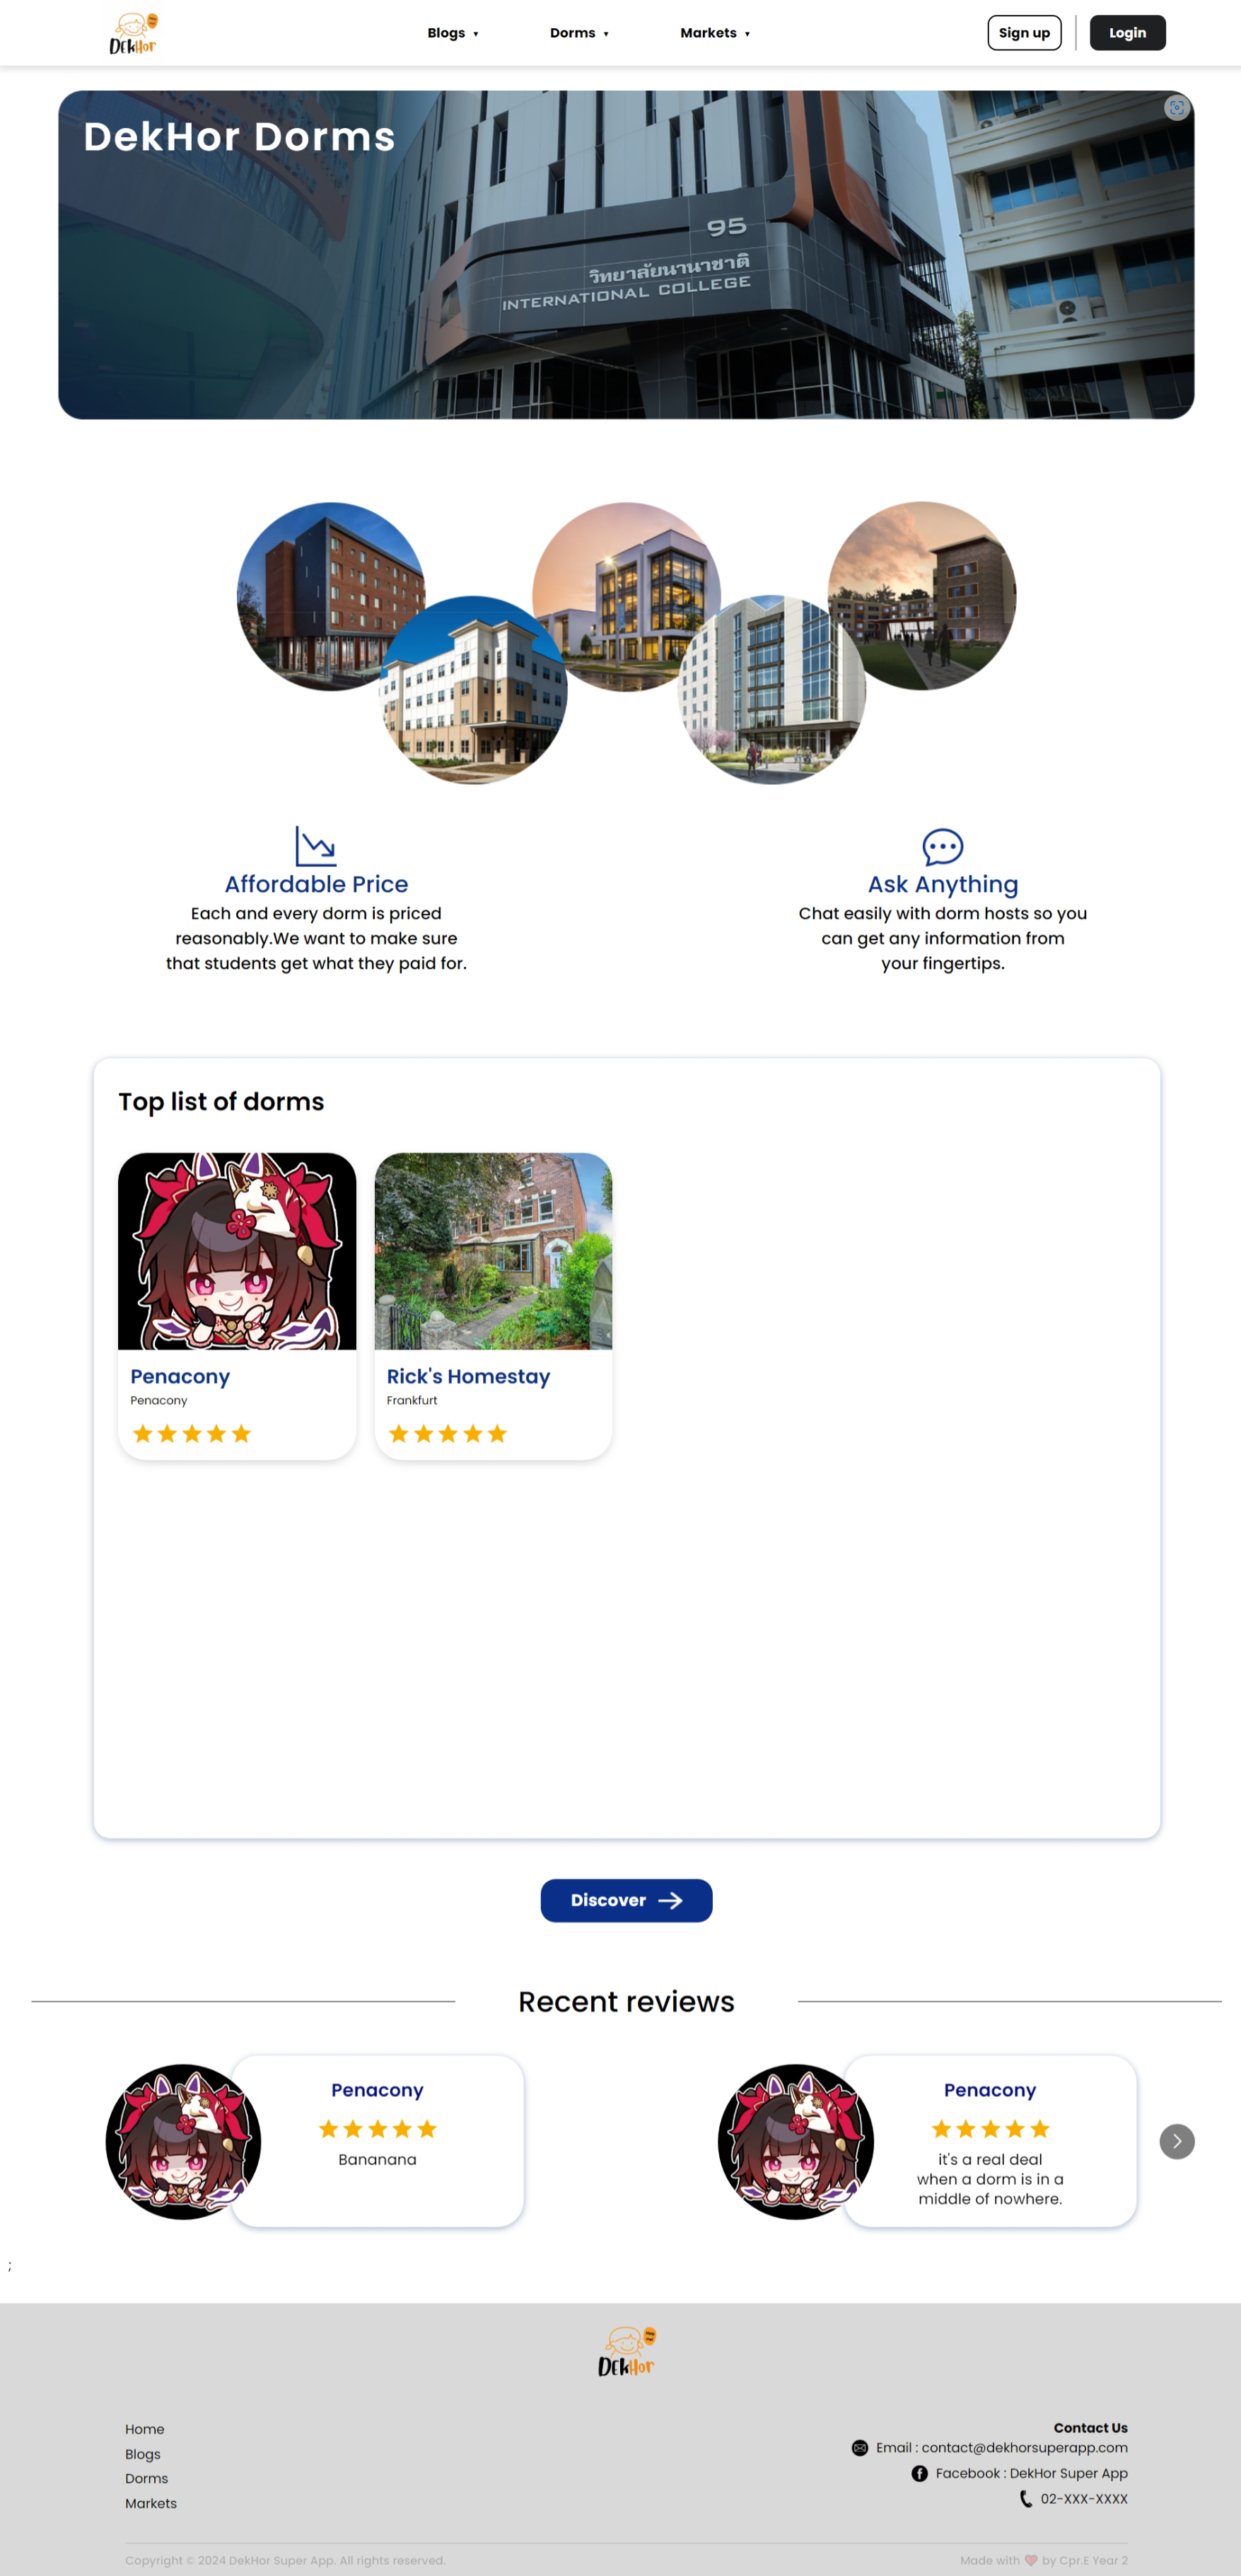 DekHor
Blogs ▾
Dorms ▾
Markets ▾
Sign up
Login
DekHor Dorms
95
วิทยาลัยนานาชาติ
INTERNATIONAL COLLEGE
Affordable Price
Each and every dorm is priced
reasonably.We want to make sure
that students get what they paid for.
Ask Anything
Chat easily with dorm hosts so you
can get any information from
your fingertips.
Top list of dorms
Penacony
Penacony
Rick's Homestay
Frankfurt
Discover
Recent reviews
Penacony
Bananana
Penacony
it's a real deal
when a dorm is in a
middle of nowhere.
;
DekHor
Home
Blogs
Dorms
Markets
Contact Us
Email : contact@dekhorsuperapp.com
Facebook : DekHor Super App
02-XXX-XXXX
Copyright © 2024 DekHor Super App. All rights reserved.
Made with ❤ by Cpr.E Year 2